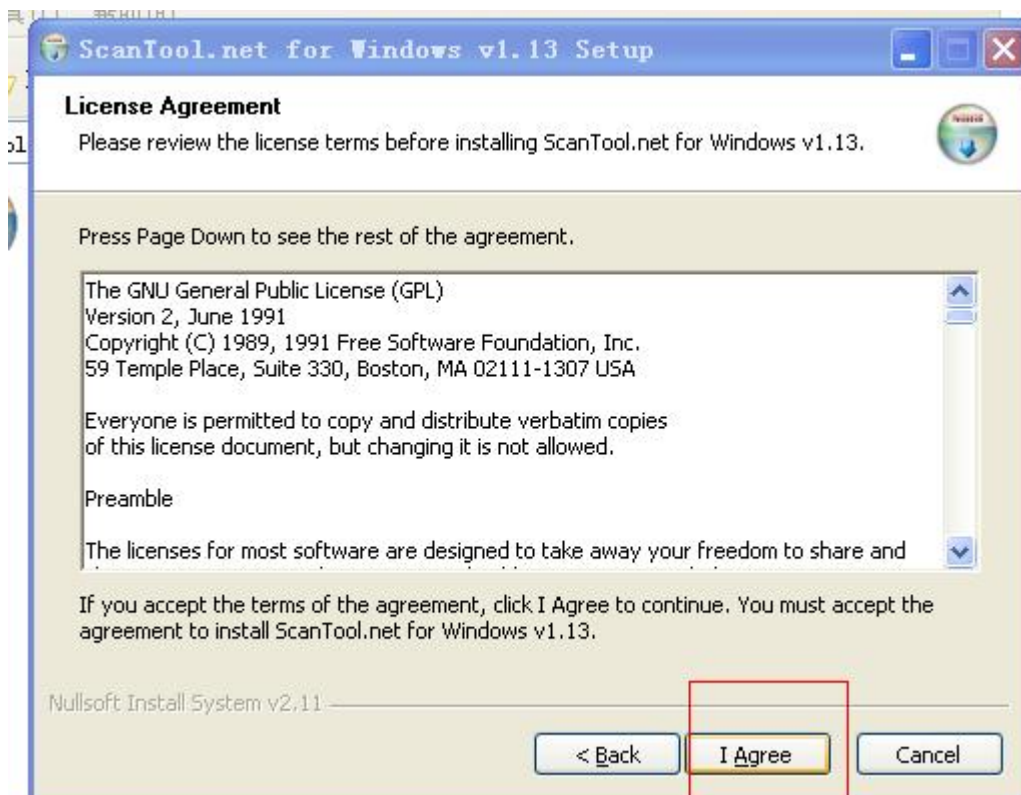 ScanTool.net for Windows v1.13 Setup
License Agreement
Please review the license terms before installing ScanTool.net for Windows v1.13.
Press Page Down to see the rest of the agreement.
The GNU General Public License (GPL)
Version 2, June 1991
Copyright (C) 1989, 1991 Free Software Foundation, Inc.
59 Temple Place, Suite 330, Boston, MA 02111-1307 USA
Everyone is permitted to copy and distribute verbatim copies
of this license document, but changing it is not allowed.
Preamble
The licenses for most software are designed to take away your freedom to share and
If you accept the terms of the agreement, click I Agree to continue. You must accept the
agreement to install ScanTool.net for Windows v1.13.
Nullsoft Install System v2.11
< Back
I Agree
Cancel